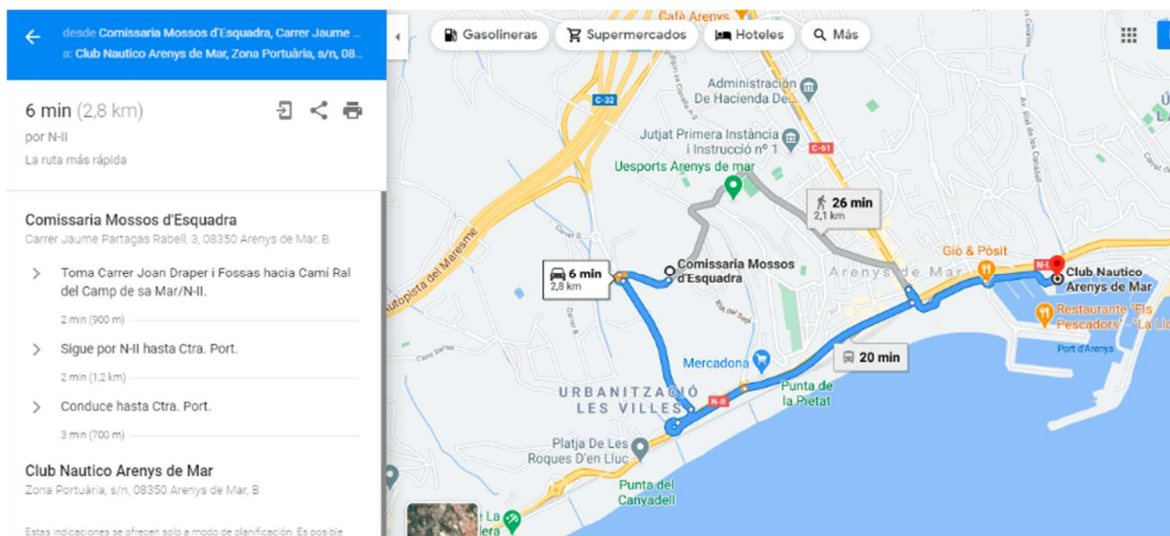 desde Comissaria Mossos d'Esquadra, Carrer Jaume ...
a: Club Nautico Arenys de Mar, Zona Portuària, s/n, 08...
6 min (2,8 km)
por N-II
La ruta más rápida
Comissaria Mossos d'Esquadra
Carrer Jaume Partagas Rabell, 3, 08350 Arenys de Mar, B
Toma Carrer Joan Draper i Fossas hacia Camí Ral
del Camp de sa Mar/N-II.
2 min (900 m)
Sigue por N-II hasta Ctra. Port.
2 min (1,2 km)
Conduce hasta Ctra. Port.
3 min (700 m)
Club Nautico Arenys de Mar
Zona Portuària, s/n, 08350 Arenys de Mar, B
Estas indicaciones se ofrecen solo a modo de planificación. Es posible
Gasolineras
Supermercados
Hoteles
Más
Cafè Arenys
C-32
Administración
De Hacienda De...
Jutjat Primera Instància
i Instrucció nº 1
C-61
Uesports Arenys de mar
26 min
2,1 km
Carrer B
Autopista del Maresme
6 min
2,8 km
Comissaria Mossos
d'Esquadra
Giò & Pòsit
Arenys de Mar
N-II
Club Nautico
Arenys de Mar
Restaurante "Els
Pescadors" - "La Llo
Port d'Arenys
Carrer B
Mercadona
20 min
URBANITZACIÓ
LES VILLES
N-II
Punta de
la Pietat
Platja De Les
Roques D'en Lluc
Punta del
Canyadell
La
lera